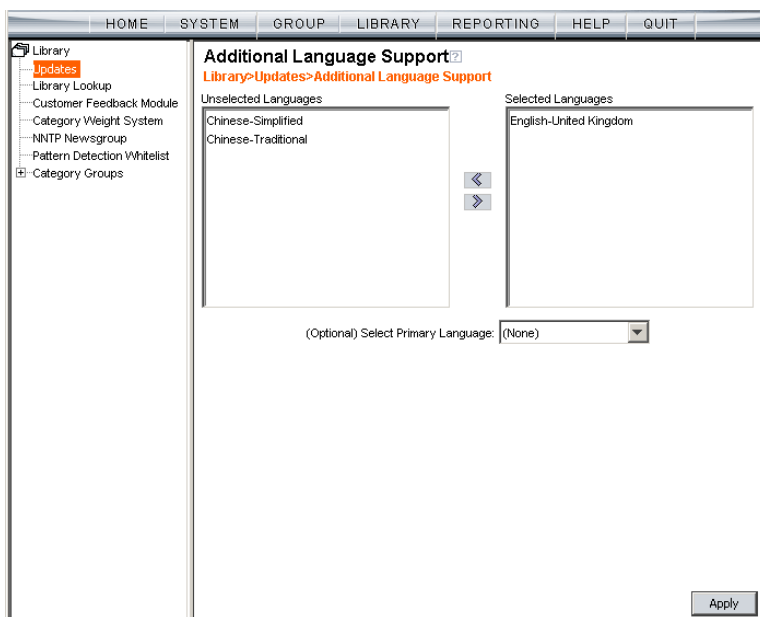 HOME SYSTEM GROUP LIBRARY REPORTING HELP QUIT
Library
Updates
Library Lookup
Customer Feedback Module
Category Weight System
NNTP Newsgroup
Pattern Detection Whitelist
Category Groups
Additional Language Support
Library>Updates>Additional Language Support
Unselected Languages
Chinese-Simplified
Chinese-Traditional
Selected Languages
English-United Kingdom
(Optional) Select Primary Language: (None)
Apply